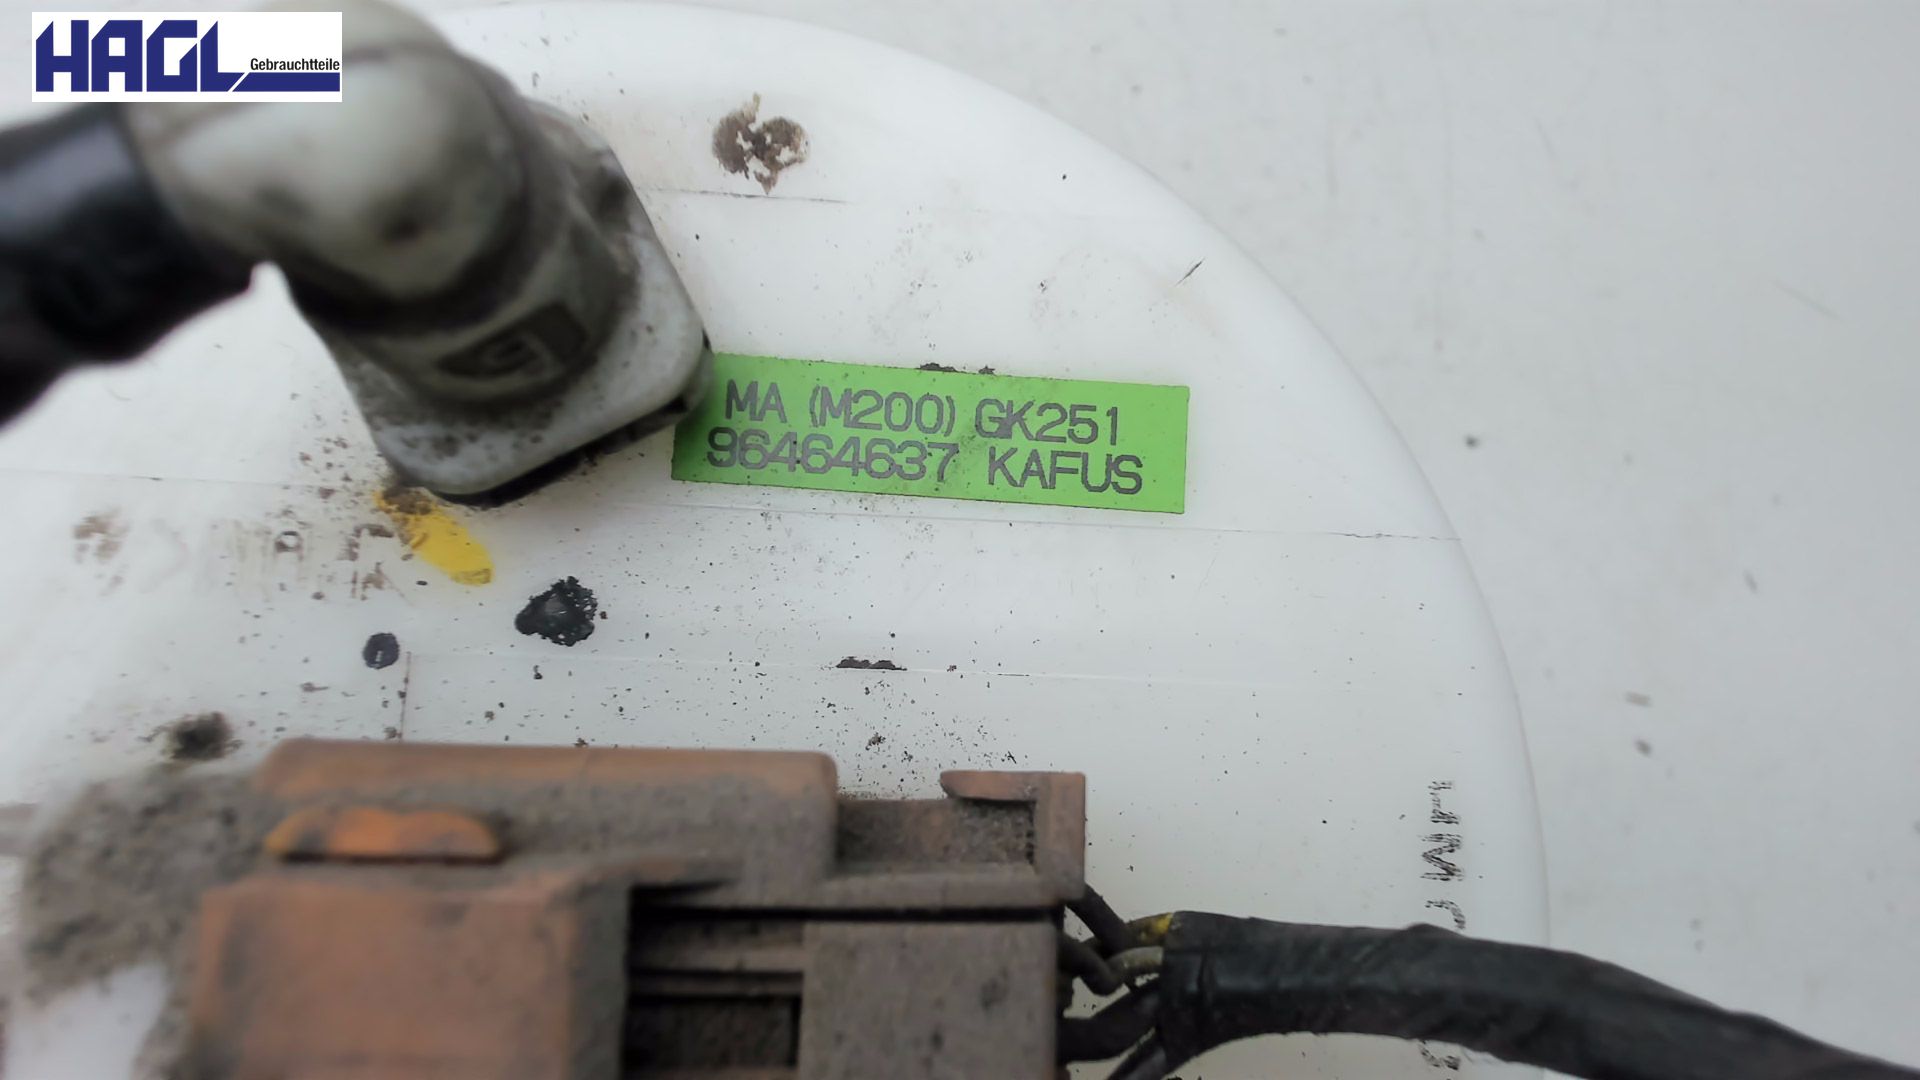 HAGL
Gebrauchtteile
MA (M200) GK251
96464637 KAFUS